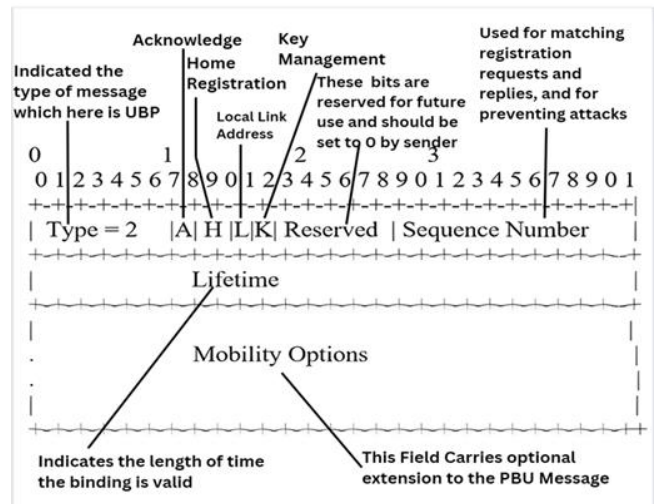 Acknowledge
Key
Management
Used for matching
registration
requests and
replies, and for
preventing attacks
Indicated the
type of message
which here is UBP
Home
Registration
Local Link
Address
These bits are
reserved for future
use and should be
set to 0 by sender
0 1 2 3
0 1 2 3 4 5 6 7 8 9 0 1 2 3 4 5 6 7 8 9 0 1 2 3 4 5 6 7 8 9 0 1
| Type = 2 |A| H |L|K| Reserved | Sequence Number |
Lifetime
Mobility Options
Indicates the length of time
the binding is valid
This Field Carries optional
extension to the PBU Message